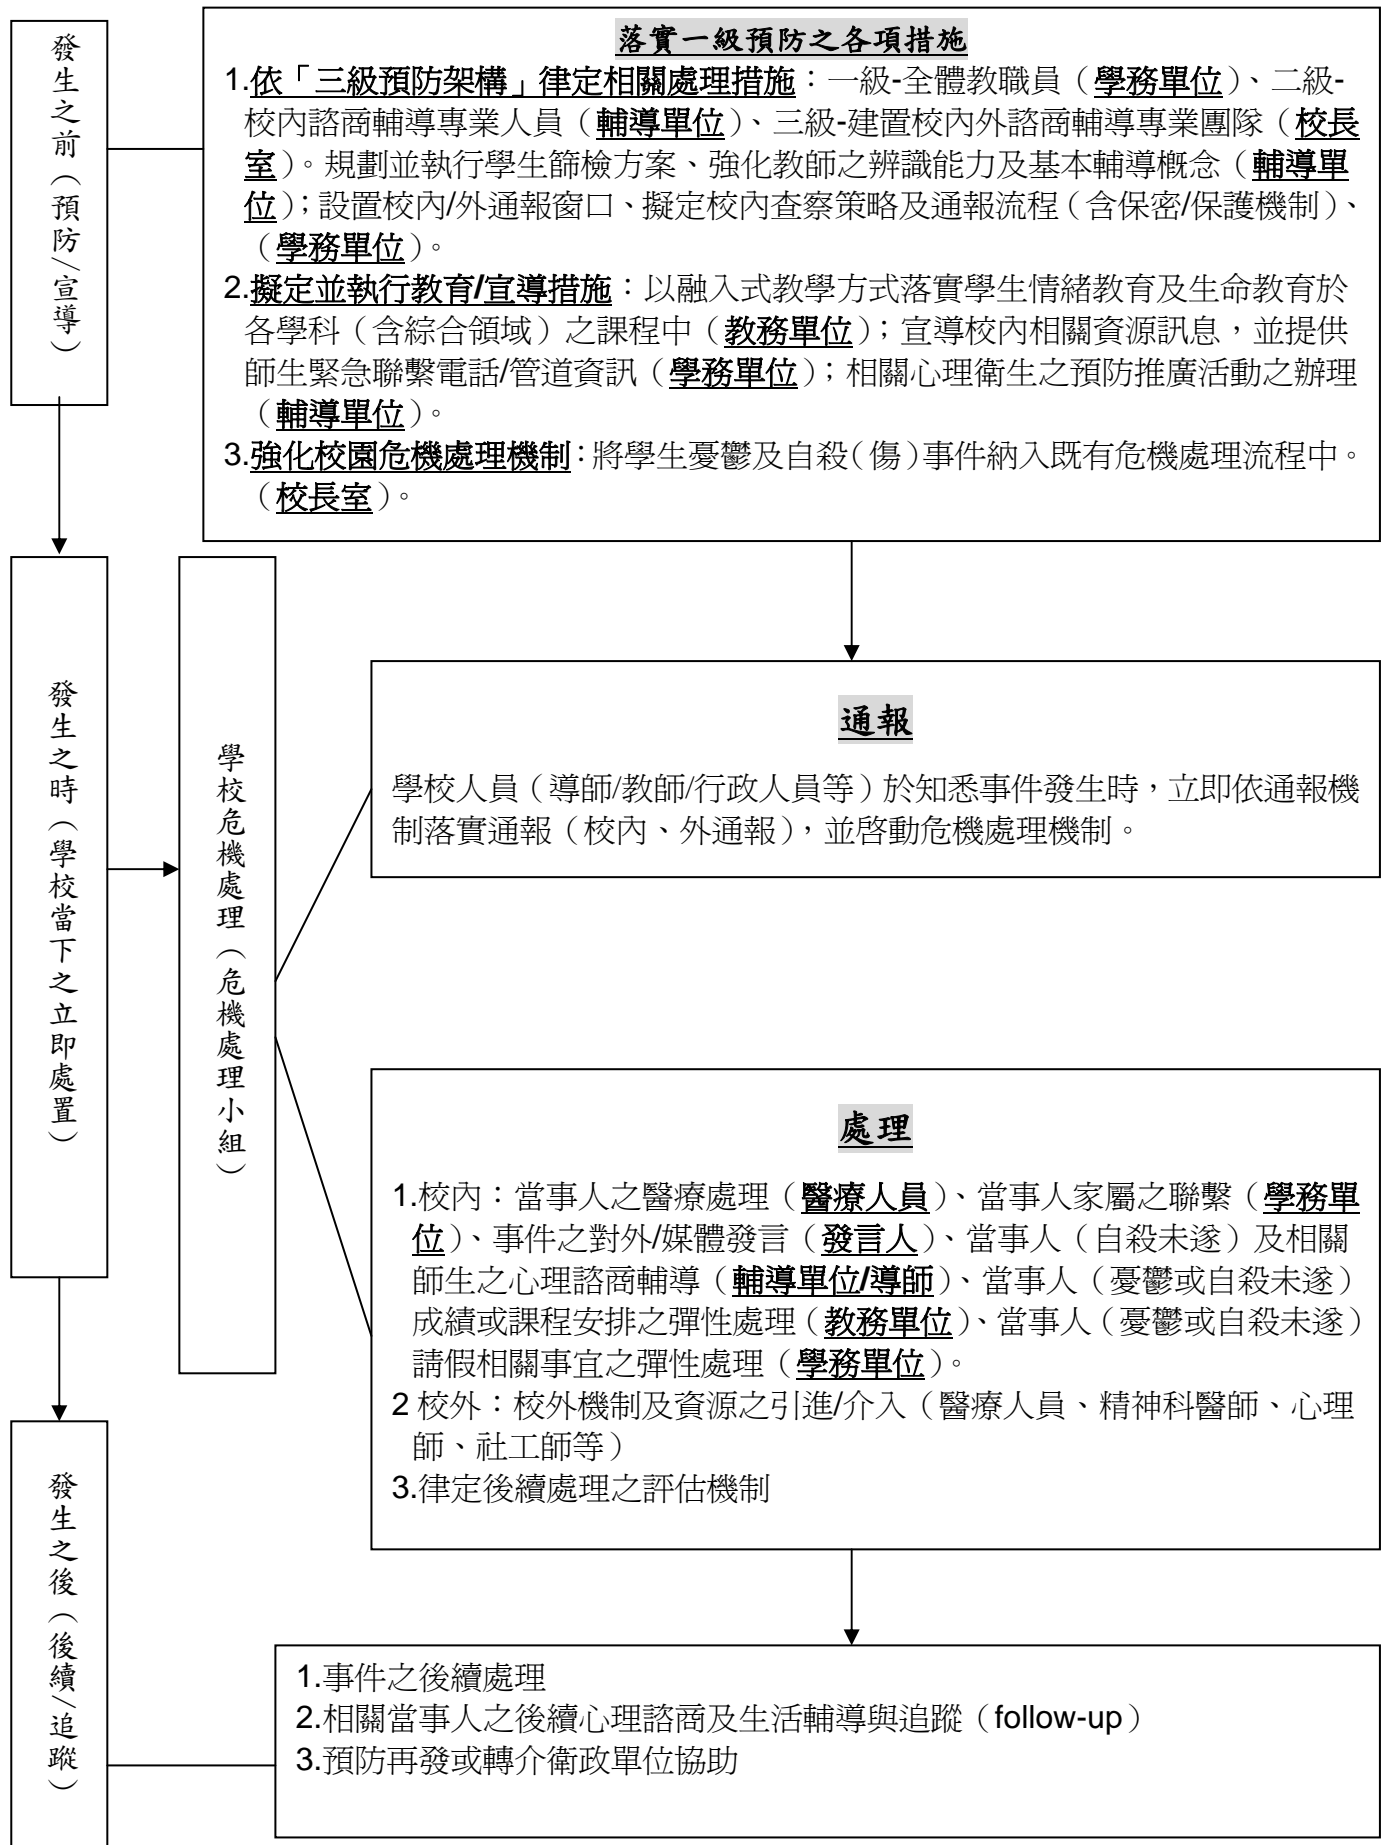 發生之前（預防/宣導）
落實一級預防之各項措施
1.依「三級預防架構」律定相關處理措施：一級-全體教職員（學務單位）、二級-
校內諮商輔導專業人員（輔導單位）、三級-建置校內外諮商輔導專業團隊（校長
室）。規劃並執行學生篩檢方案、強化教師之辨識能力及基本輔導概念（輔導單
位）；設置校內/外通報窗口、擬定校內查察策略及通報流程（含保密/保護機制）、
（學務單位）。
2.擬定並執行教育/宣導措施：以融入式教學方式落實學生情緒教育及生命教育於
各學科（含綜合領域）之課程中（教務單位）；宣導校內相關資源訊息，並提供
師生緊急聯繫電話/管道資訊（學務單位）；相關心理衛生之預防推廣活動之辦理
（輔導單位）。
3.強化校園危機處理機制：將學生憂鬱及自殺（傷）事件納入既有危機處理流程中。
（校長室）。
發生之時（學校當下之立即處置）
學校危機處理（危機處理小組）
通報
學校人員（導師/教師/行政人員等）於知悉事件發生時，立即依通報機
制落實通報（校內、外通報），並啓動危機處理機制。
處理
1.校內：當事人之醫療處理（醫療人員）、當事人家屬之聯繫（學務單
位）、事件之對外/媒體發言（發言人）、當事人（自殺未遂）及相關
師生之心理諮商輔導（輔導單位/導師）、當事人（憂鬱或自殺未遂）
成績或課程安排之彈性處理（教務單位）、當事人（憂鬱或自殺未遂）
請假相關事宜之彈性處理（學務單位）。
2 校外：校外機制及資源之引進/介入（醫療人員、精神科醫師、心理
師、社工師等）
3.律定後續處理之評估機制
發生之後（後續/追蹤）
1.事件之後續處理
2.相關當事人之後續心理諮商及生活輔導與追蹤（follow-up）
3.預防再發或轉介衛政單位協助